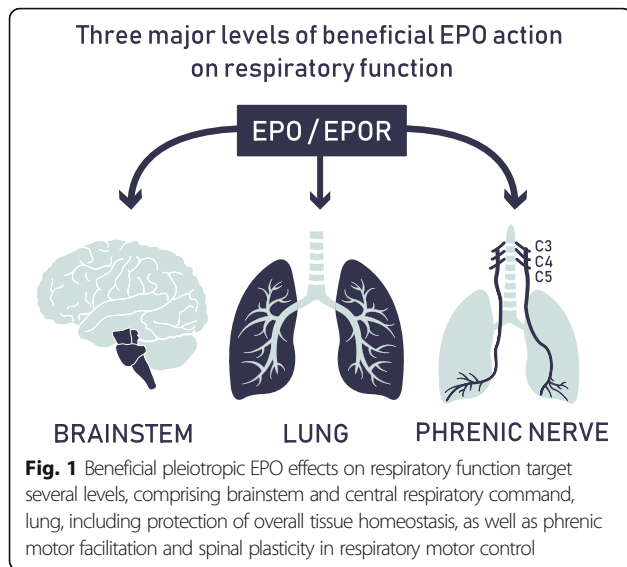 Three major levels of beneficial EPO action
on respiratory function
EPO / EPOR
C3
C4
C5
BRAINSTEM
LUNG
PHRENIC NERVE
Fig. 1 Beneficial pleiotropic EPO effects on respiratory function target
several levels, comprising brainstem and central respiratory command,
lung, including protection of overall tissue homeostasis, as well as phrenic
motor facilitation and spinal plasticity in respiratory motor control